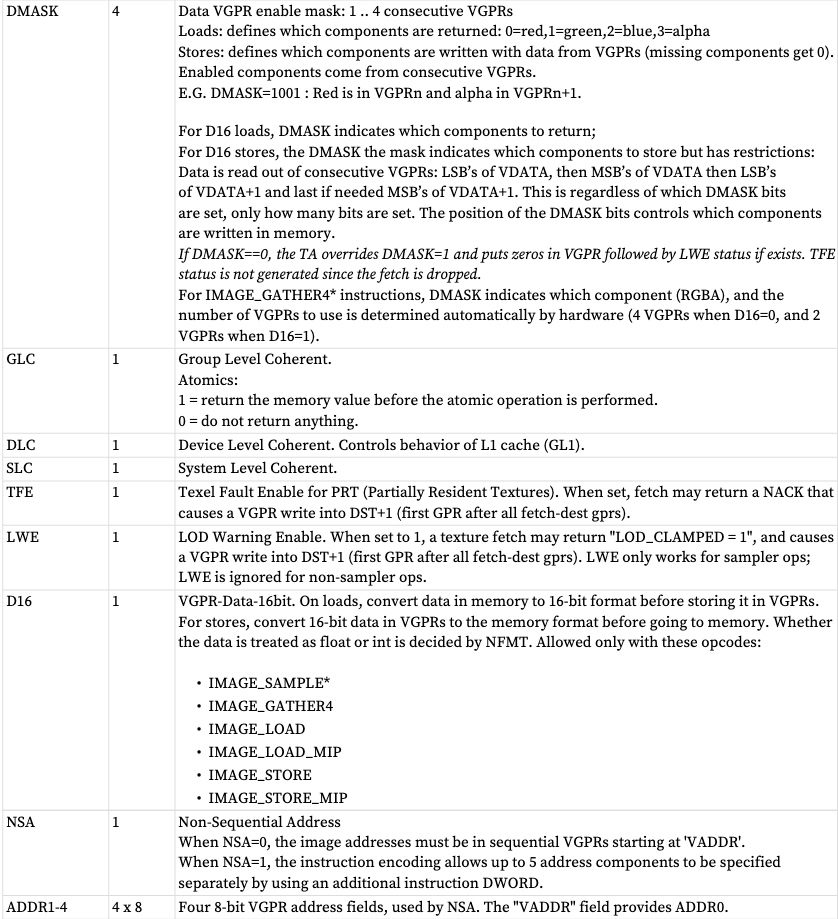 DMASK 4 Data VGPR enable mask: 1 .. 4 consecutive VGPRs
Loads: defines which components are returned: 0=red,1=green,2=blue,3=alpha
Stores: defines which components are written with data from VGPRs (missing components get 0).
Enabled components come from consecutive VGPRs.
E.G. DMASK=1001 : Red is in VGPRn and alpha in VGPRn+1.
For D16 loads, DMASK indicates which components to return;
For D16 stores, the DMASK the mask indicates which components to store but has restrictions:
Data is read out of consecutive VGPRs: LSB’s of VDATA, then MSB’s of VDATA then LSB’s
of VDATA+1 and last if needed MSB’s of VDATA+1. This is regardless of which DMASK bits
are set, only how many bits are set. The position of the DMASK bits controls which components
are written in memory.
If DMASK==0, the TA overrides DMASK=1 and puts zeros in VGPR followed by LWE status if exists. TFE
status is not generated since the fetch is dropped.
For IMAGE_GATHER4* instructions, DMASK indicates which component (RGBA), and the
number of VGPRs to use is determined automatically by hardware (4 VGPRs when D16=0, and 2
VGPRs when D16=1).
GLC 1 Group Level Coherent.
Atomics:
1 = return the memory value before the atomic operation is performed.
0 = do not return anything.
DLC 1 Device Level Coherent. Controls behavior of L1 cache (GL1).
SLC 1 System Level Coherent.
TFE 1 Texel Fault Enable for PRT (Partially Resident Textures). When set, fetch may return a NACK that
causes a VGPR write into DST+1 (first GPR after all fetch-dest gprs).
LWE 1 LOD Warning Enable. When set to 1, a texture fetch may return "LOD_CLAMPED = 1", and causes
a VGPR write into DST+1 (first GPR after all fetch-dest gprs). LWE only works for sampler ops;
LWE is ignored for non-sampler ops.
D16 1 VGPR-Data-16bit. On loads, convert data in memory to 16-bit format before storing it in VGPRs.
For stores, convert 16-bit data in VGPRs to the memory format before going to memory. Whether
the data is treated as float or int is decided by NFMT. Allowed only with these opcodes:
• IMAGE_SAMPLE*
• IMAGE_GATHER4
• IMAGE_LOAD
• IMAGE_LOAD_MIP
• IMAGE_STORE
• IMAGE_STORE_MIP
NSA 1 Non-Sequential Address
When NSA=0, the image addresses must be in sequential VGPRs starting at 'VADDR'.
When NSA=1, the instruction encoding allows up to 5 address components to be specified
separately by using an additional instruction DWORD.
ADDR1-4 4 x 8 Four 8-bit VGPR address fields, used by NSA. The "VADDR" field provides ADDR0.